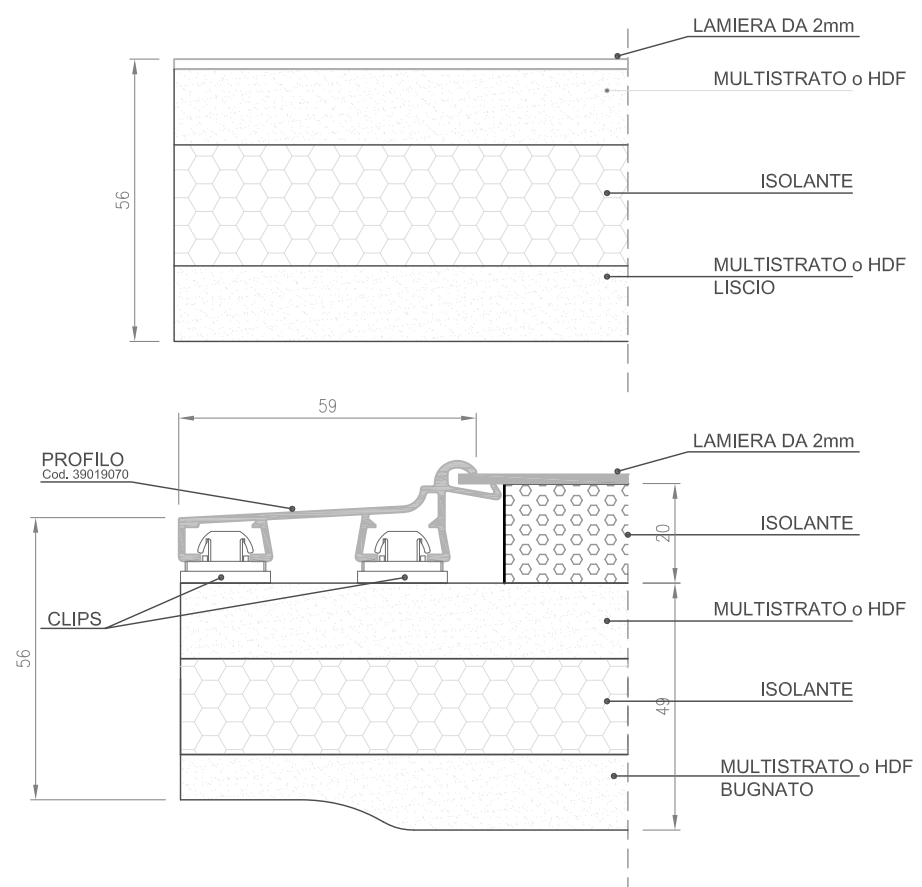 LAMIERA DA 2mm
MULTISTRATO o HDF
ISOLANTE
56
MULTISTRATO o HDF
LISCIO
59
LAMIERA DA 2mm
PROFILO
Cod. 39019070
ISOLANTE
20
MULTISTRATO o HDF
CLIPS
56
ISOLANTE
49
MULTISTRATO o HDF
BUGNATO